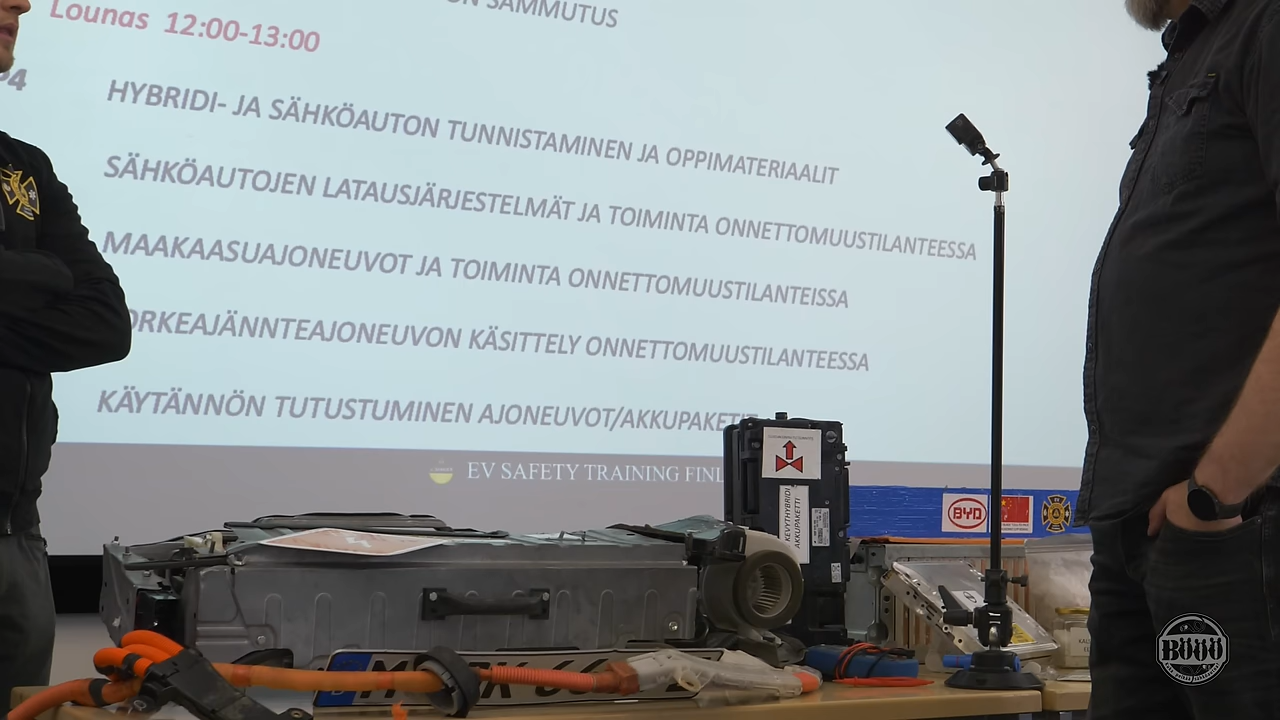 SAMMUTUS
Lounas 12:00-13:00
HYBRIDI- JA SÄHKÖAUTON TUNNISTAMINEN JA OPPIMATERIAALIT
SÄHKÖAUTOJEN LATAUSJÄRJESTELMÄT JA TOIMINTA ONNETTOMUUSTILANTEESSA
MAAKAASUAJONEUVOT JA TOIMINTA ONNETTOMUUSTILANTEISSA
ORKEAJÄNNTEAJONEUVON KÄSITTELY ONNETTOMUUSTILANTEESSA
KÄYTÄNNÖN TUTUSTUMINEN AJONEUVOT/AKKUPAKETIT
EV SAFETY TRAINING FINL
KEVYTHYBRIDI
AKKUPAKETTI
BYD
BÖÖÖ